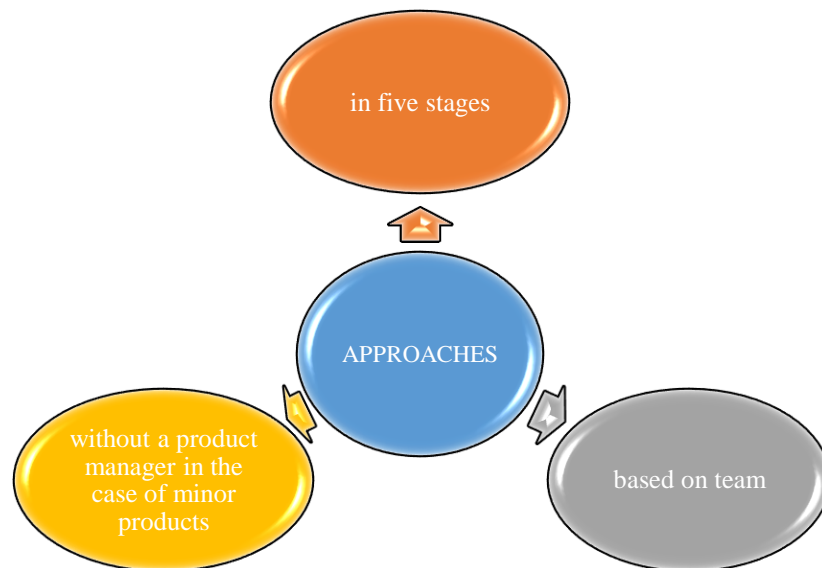 in five stages
APPROACHES
without a product
manager in the
case of minor
products
based on team